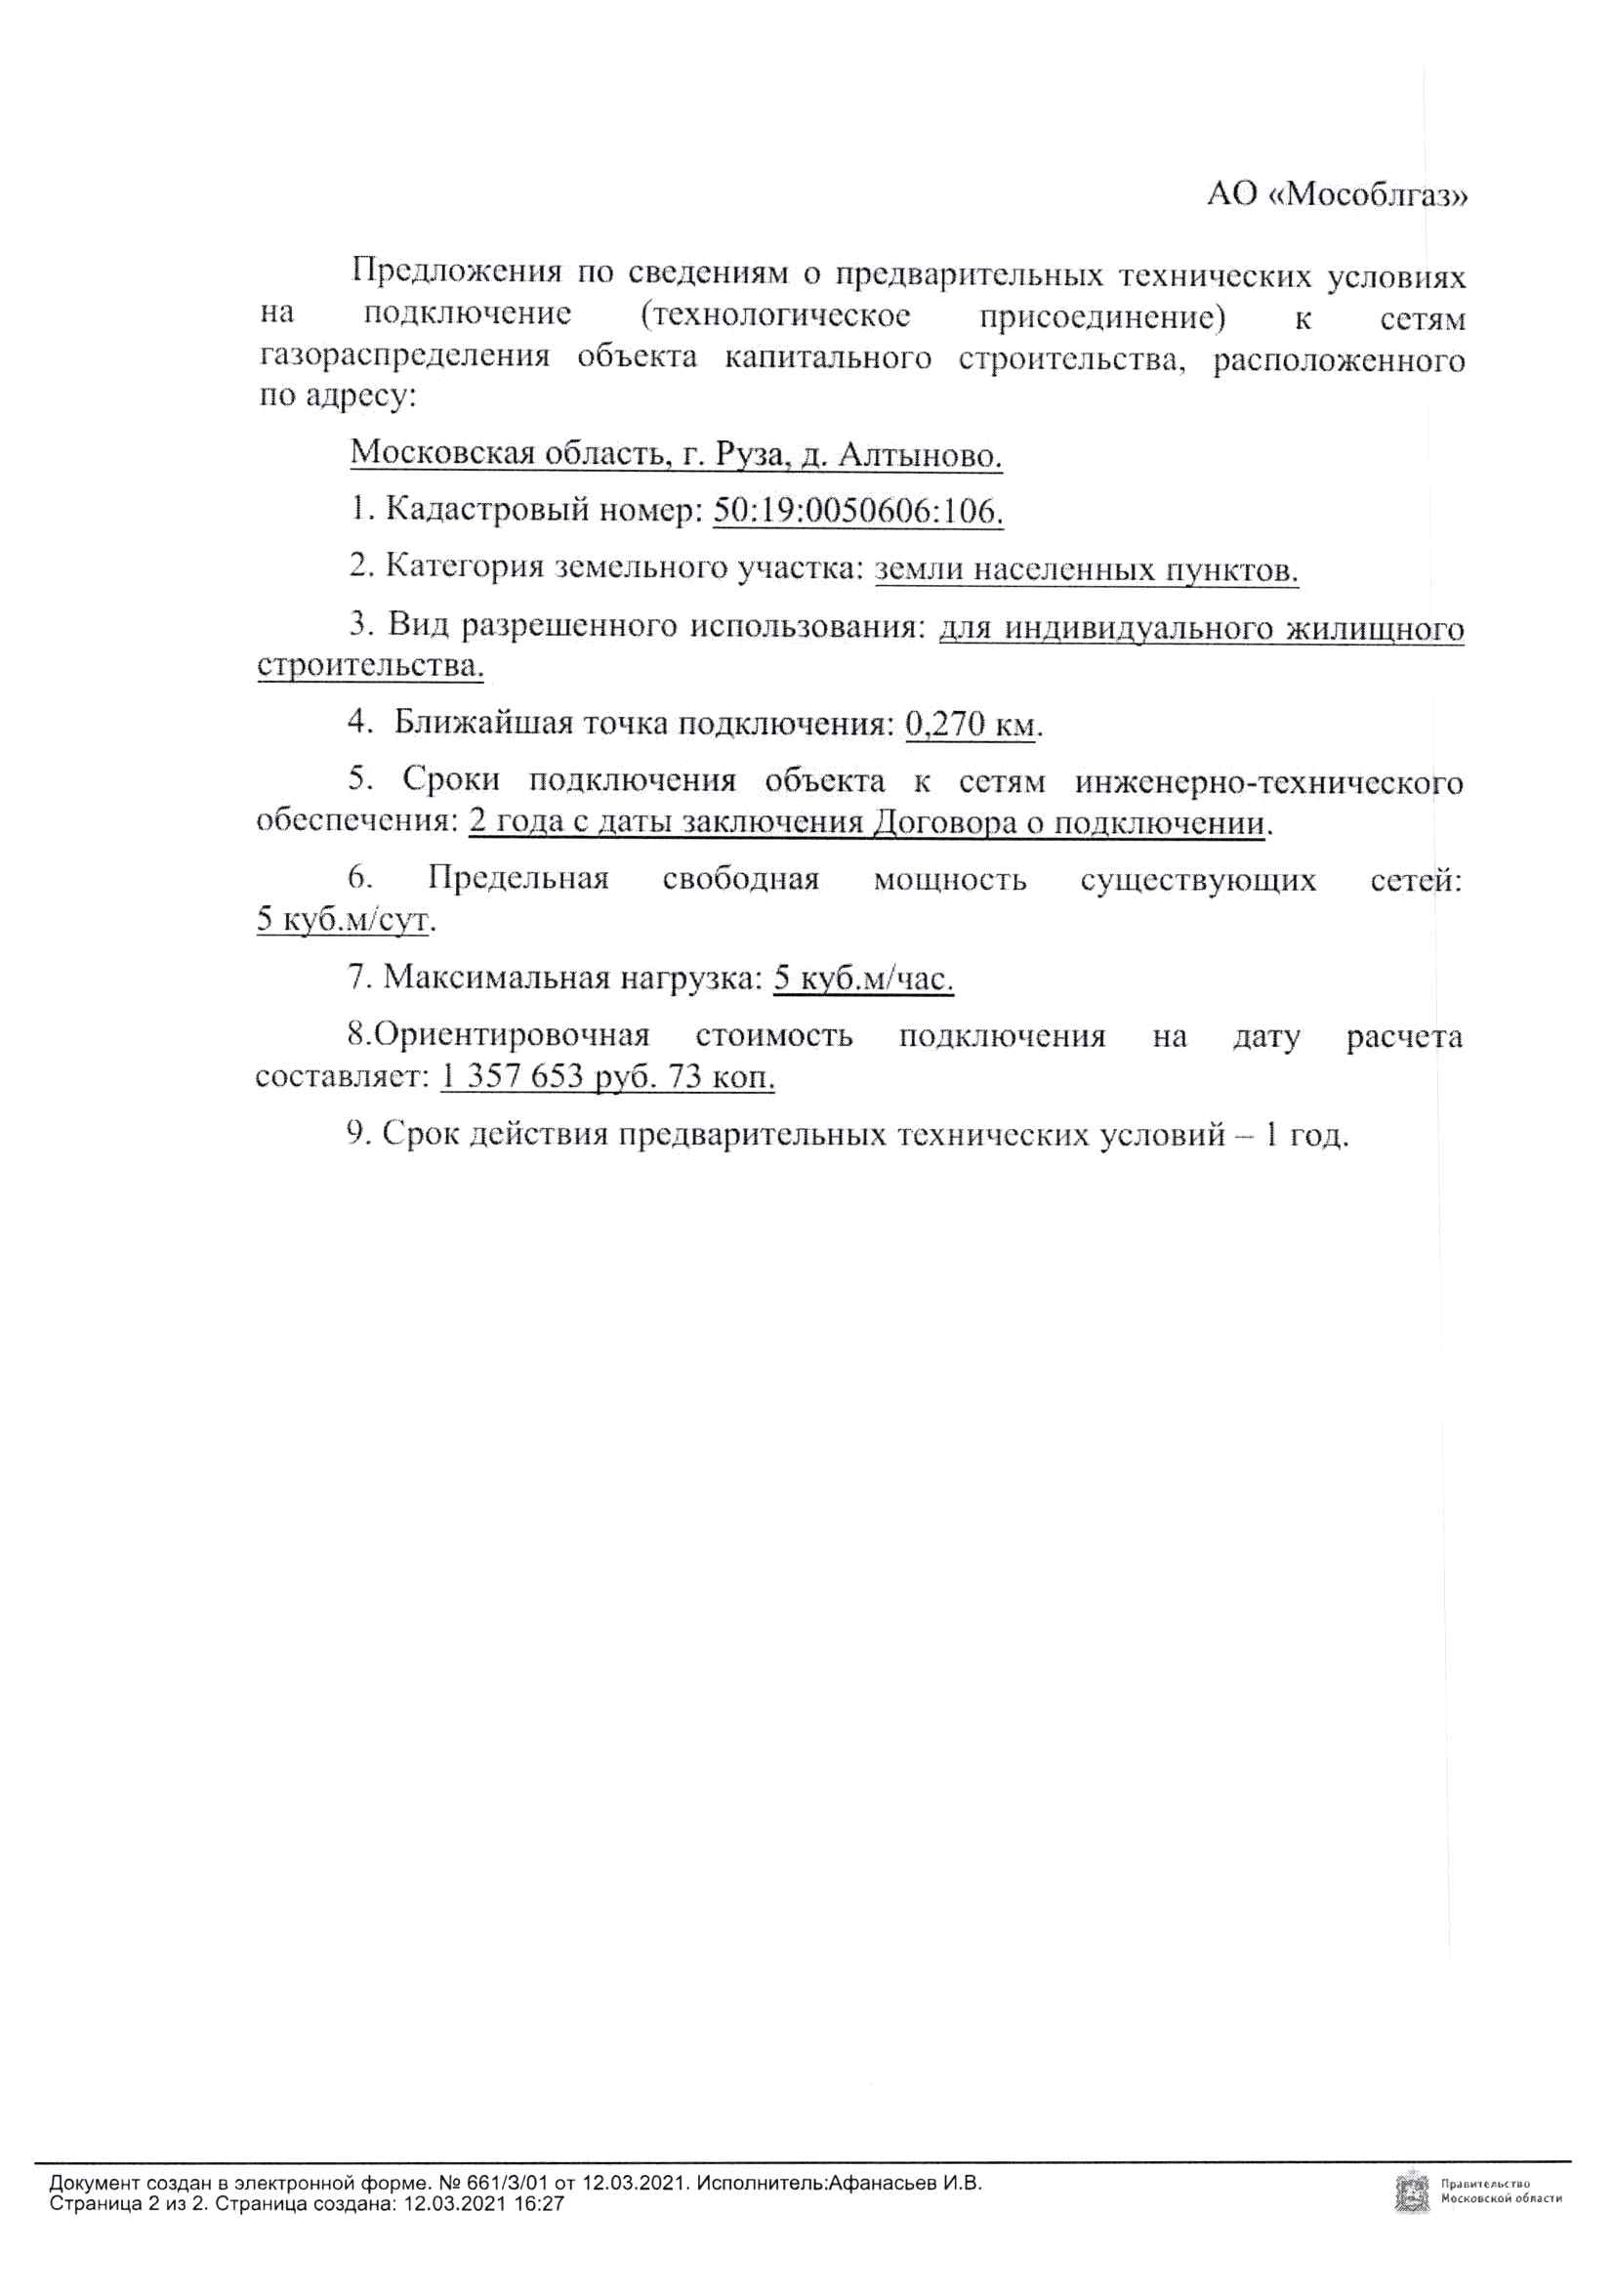 АО «Мособлгаз»
Предложения по сведениям о предварительных технических условиях
на подключение (технологическое присоединение) к сетям
газораспределения объекта капитального строительства, расположенного
по адресу:
Московская область, г. Руза, д. Алтыново.
1. Кадастровый номер: 50:19:0050606:106.
2. Категория земельного участка: земли населенных пунктов.
3. Вид разрешенного использования: для индивидуального жилищного
строительства.
4. Ближайшая точка подключения: 0,270 км.
5. Сроки подключения объекта к сетям инженерно-технического
обеспечения: 2 года с даты заключения Договора о подключении.
6. Предельная свободная мощность существующих сетей:
5 куб.м/сут.
7. Максимальная нагрузка: 5 куб.м/час.
8.Ориентировочная стоимость подключения на дату расчета
составляет: 1 357 653 руб. 73 коп.
9. Срок действия предварительных технических условий – 1 год.
Документ создан в электронной форме. № 661/3/01 от 12.03.2021. Исполнитель:Афанасьев И.В.
Страница 2 из 2. Страница создана: 12.03.2021 16:27
Правительство
Московской области